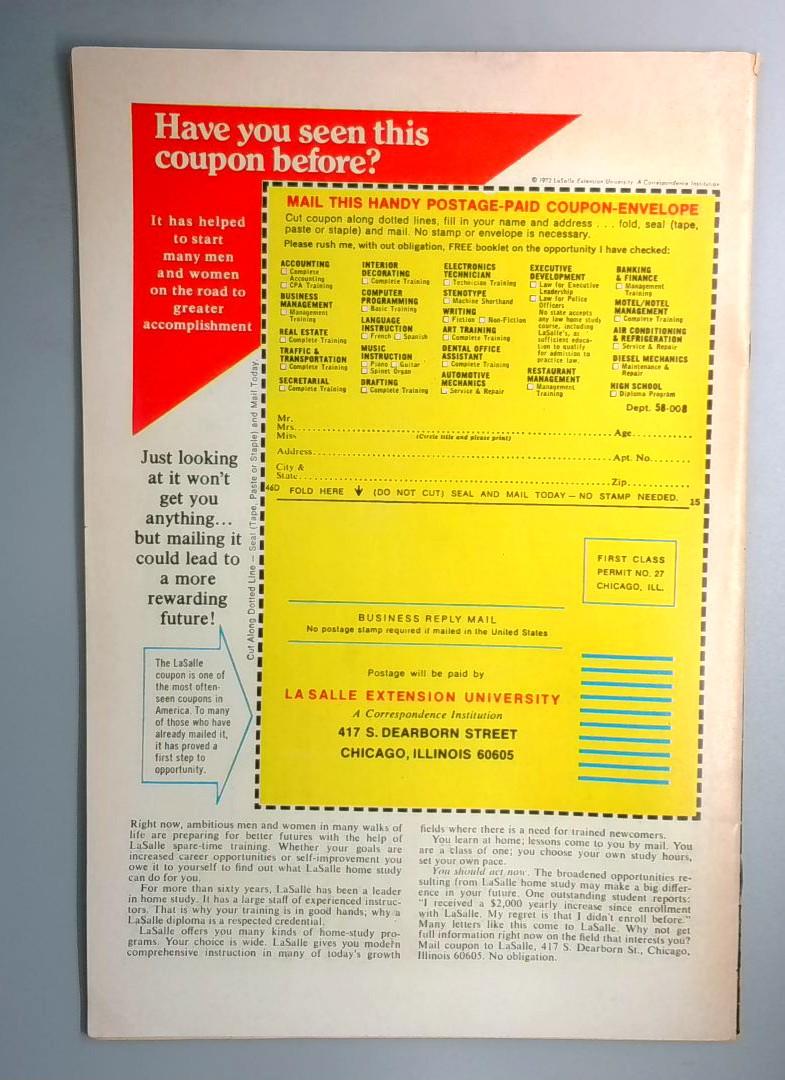 Have you seen this
coupon before?
© 1972 LaSalle Extension University A Correspondence Institution
It has helped
to start
many men
and women
on the road to
greater
accomplishment
MAIL THIS HANDY POSTAGE-PAID COUPON-ENVELOPE
Cut coupon along dotted lines, fill in your name and address . . . fold, seal (tape,
paste or staple) and mail. No stamp or envelope is necessary.
Please rush me, with out obligation, FREE booklet on the opportunity I have checked:
ACCOUNTING
Complete
Accounting
CPA Training
BUSINESS
MANAGEMENT
Management
Training
REAL ESTATE
Complete Training
TRAFFIC &
TRANSPORTATION
Complete Training
SECRETARIAL
Complete Training
INTERIOR
DECORATING
Complete Training
COMPUTER
PROGRAMMING
Basic Training
LANGUAGE
INSTRUCTION
French Spanish
MUSIC
INSTRUCTION
Piano Guitar
Spinet Organ
DRAFTING
Complete Training
ELECTRONICS
TECHNICIAN
Technician Training
STENOTYPE
Machine Shorthand
WRITING
Fiction Non-Fiction
ART TRAINING
Complete Training
DENTAL OFFICE
ASSISTANT
Complete Training
AUTOMOTIVE
MECHANICS
Service & Repair
EXECUTIVE
DEVELOPMENT
Law for Executive
Leadership
Law for Police
Officers
No state accepts
any law home study
course, including
LaSalle's, as
sufficient educa-
tion to qualify
for admission to
practice law.
RESTAURANT
MANAGEMENT
Management
Training
BANKING
& FINANCE
Management
Training
MOTEL/HOTEL
MANAGEMENT
Complete Training
AIR CONDITIONING
& REFRIGERATION
Service & Repair
DIESEL MECHANICS
Maintenance &
Repair
HIGH SCHOOL
Diploma Program
Dept. 58-008
Mr.
Mrs. Age
Miss (Circle title and please print)
Address Apt. No.
City &
State Zip
46D FOLD HERE ↓ (DO NOT CUT) SEAL AND MAIL TODAY — NO STAMP NEEDED. 15
Cut Along Dotted Line — Seal (Tape, Paste or Staple) and Mail Today
Just looking
at it won't
get you
anything...
but mailing it
could lead to
a more
rewarding
future!
FIRST CLASS
PERMIT NO. 27
CHICAGO, ILL.
BUSINESS REPLY MAIL
No postage stamp required if mailed in the United States
Postage will be paid by
LA SALLE EXTENSION UNIVERSITY
A Correspondence Institution
417 S. DEARBORN STREET
CHICAGO, ILLINOIS 60605
The LaSalle
coupon is one of
the most often-
seen coupons in
America. To many
of those who have
already mailed it,
it has proved a
first step to
opportunity.
Right now, ambitious men and women in many walks of
life are preparing for better futures with the help of
LaSalle spare-time training. Whether your goals are
increased career opportunities or self-improvement you
owe it to yourself to find out what LaSalle home study
can do for you.
For more than sixty years, LaSalle has been a leader
in home study. It has a large staff of experienced instruc-
tors. That is why your training is in good hands; why a
LaSalle diploma is a respected credential.
LaSalle offers you many kinds of home-study pro-
grams. Your choice is wide. LaSalle gives you modern
comprehensive instruction in many of today's growth
fields where there is a need for trained newcomers.
You learn at home; lessons come to you by mail. You
are a class of one; you choose your own study hours,
set your own pace.
You should act now. The broadened opportunities re-
sulting from LaSalle home study may make a big differ-
ence in your future. One outstanding student reports:
"I received a $2,000 yearly increase since enrollment
with LaSalle. My regret is that I didn't enroll before."
Many letters like this come to LaSalle. Why not get
full information right now on the field that interests you?
Mail coupon to LaSalle, 417 S. Dearborn St., Chicago,
Illinois 60605. No obligation.